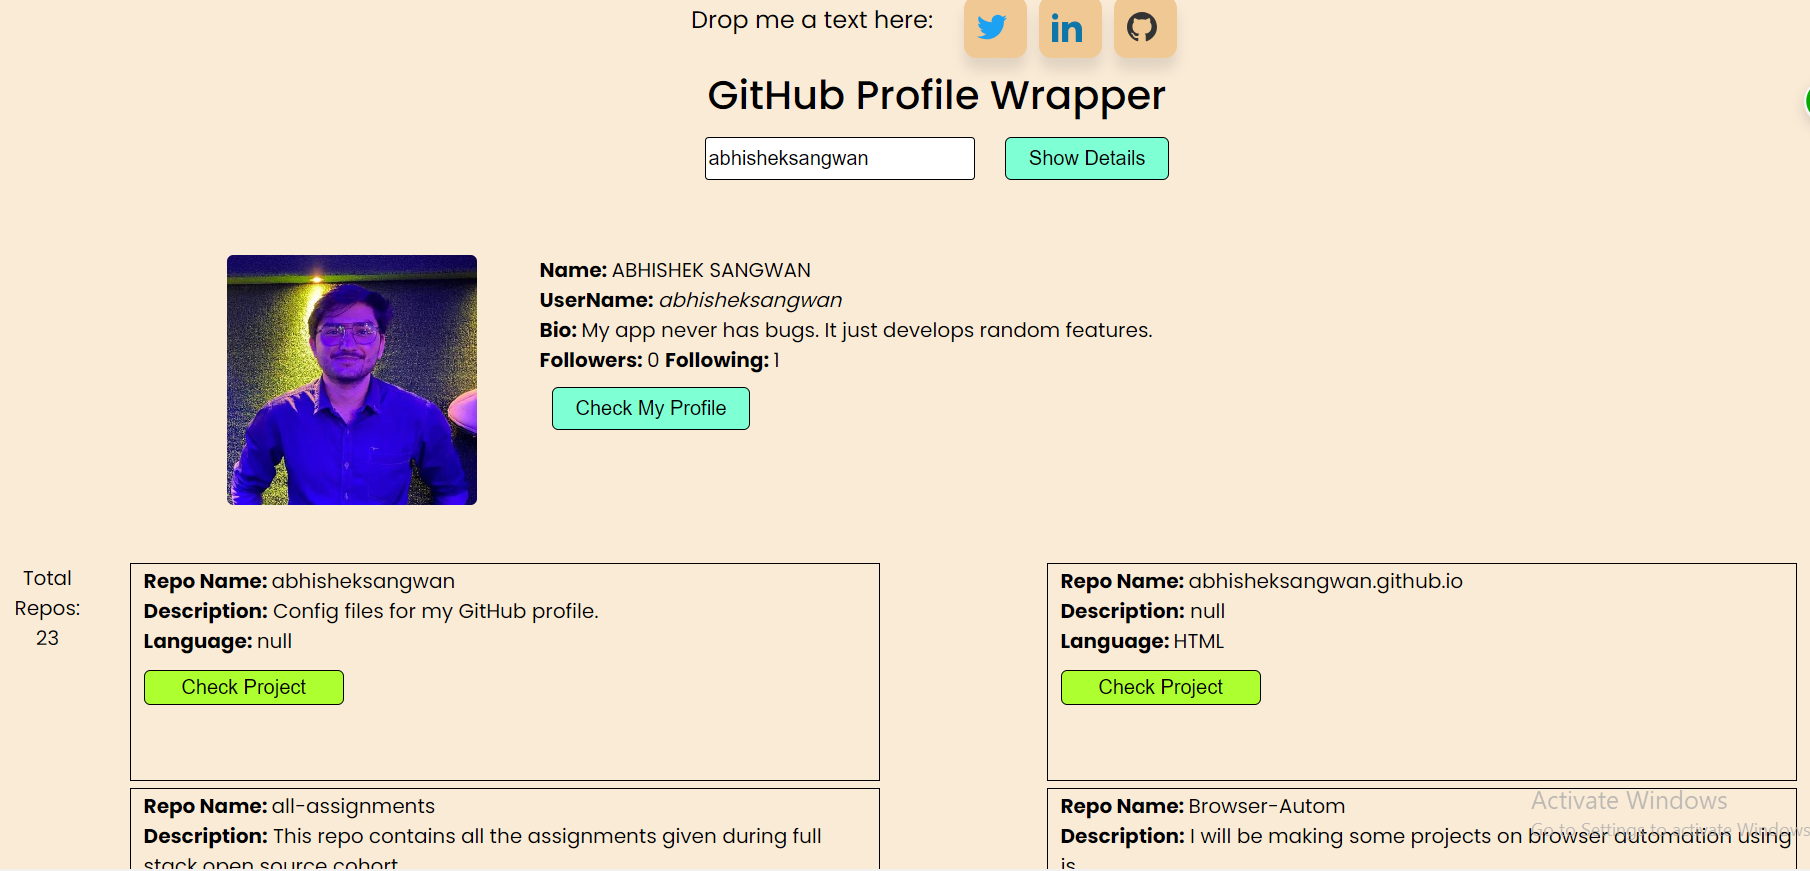 Drop me a text here:
in
GitHub Profile Wrapper
abhisheksangwan
Show Details
Name: ABHISHEK SANGWAN
UserName: abhisheksangwan
Bio: My app never has bugs. It just develops random features.
Followers: 0 Following: 1
Check My Profile
Total
Repos:
23
Repo Name: abhisheksangwan
Description: Config files for my GitHub profile.
Language: null
Check Project
Repo Name: abhisheksangwan.github.io
Description: null
Language: HTML
Check Project
Repo Name: all-assignments
Description: This repo contains all the assignments given during full
stack open source cohort
Repo Name: Browser-Autom
Description: I will be making some projects on browser automation using
js
Activate Windows
Go to Settings to activate Windows